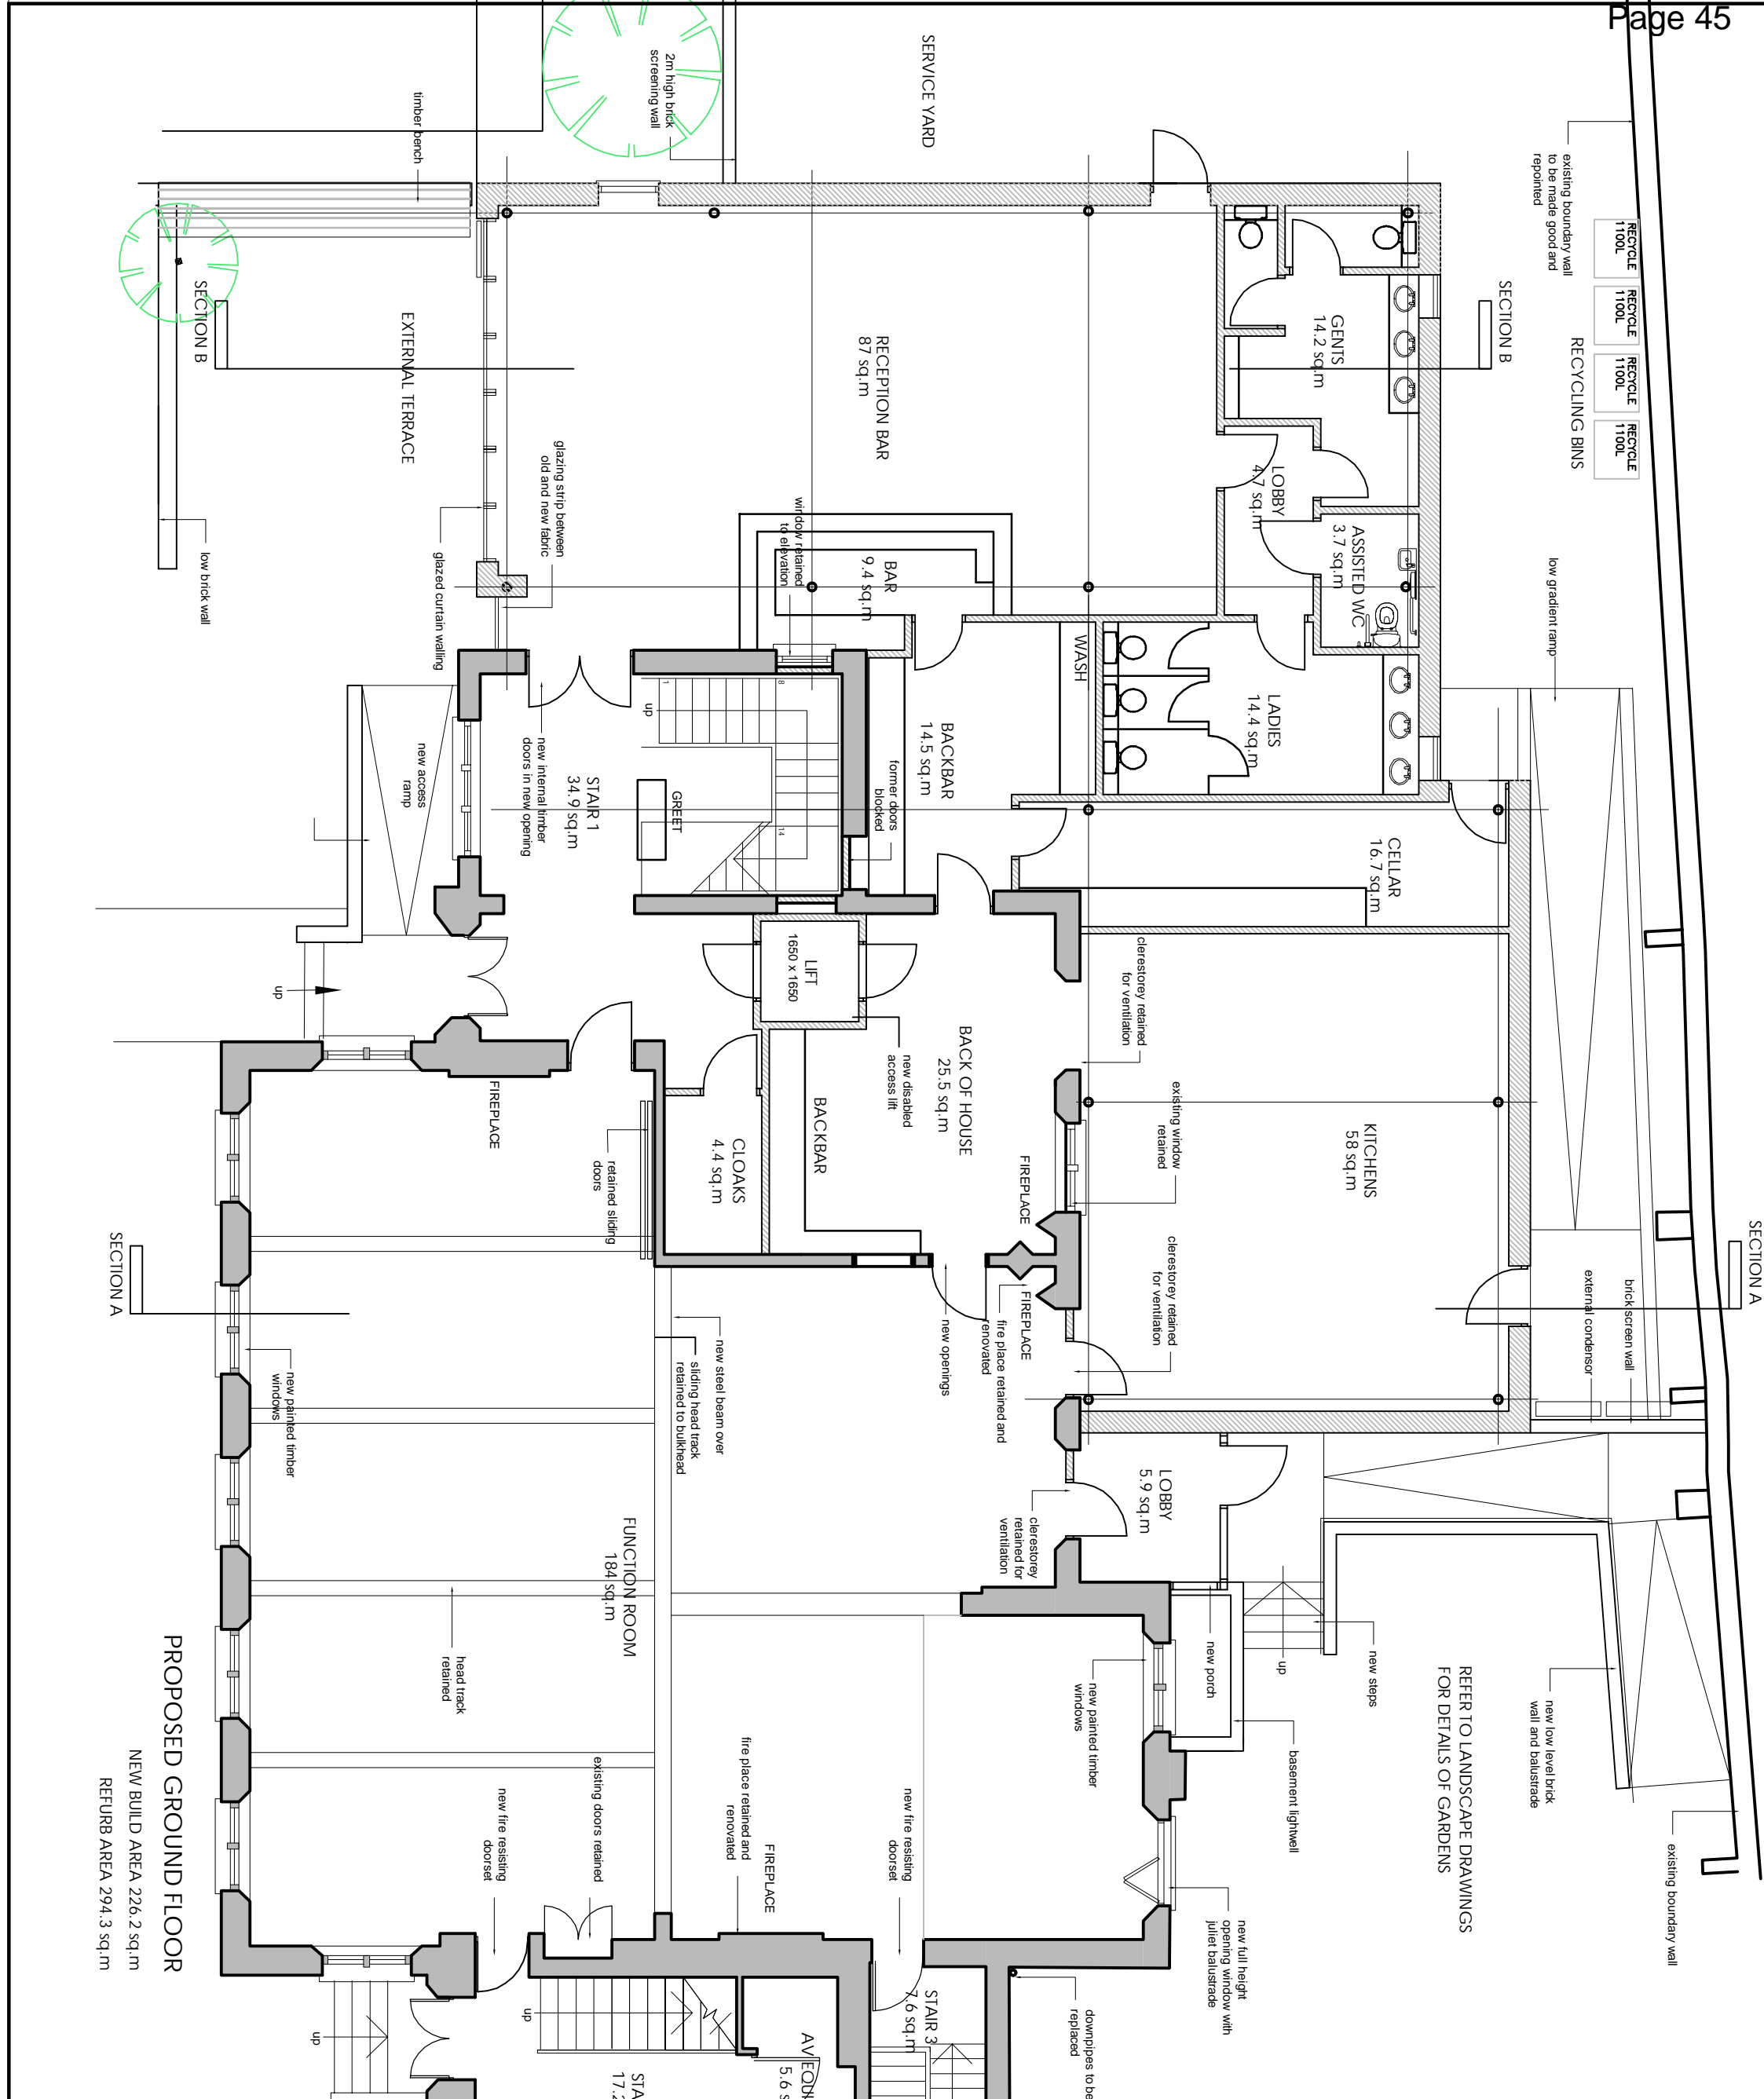 Page 45
SERVICE YARD
2m high brick
screening wall
timber bench
existing boundary wall
to be made good and
repointed
RECYCLE
1100L
RECYCLE
1100L
RECYCLE
1100L
RECYCLE
1100L
RECYCLING BINS
SECTION B
SECTION B
EXTERNAL TERRACE
RECEPTION BAR
87 sq.m
GENTS
14.2 sq.m
LOBBY
4.7 sq.m
ASSISTED WC
3.7 sq.m
low gradient ramp
glazing strip between
old and new fabric
window retained
to elevation
BAR
9.4 sq.m
low brick wall
glazed curtain walling
WASH
LADIES
14.4 sq.m
BACKBAR
14.5 sq.m
former doors
blocked
up
1
8
14
GREET
new internal timber
doors in new opening
STAIR 1
34.9 sq.m
new access
ramp
CELLAR
16.7 sq.m
clerestorey retained
for ventilation
LIFT
1650 x 1650
up
new disabled
access lift
BACK OF HOUSE
25.5 sq.m
existing window
retained
KITCHENS
58 sq.m
FIREPLACE
BACKBAR
CLOAKS
4.4 sq.m
retained sliding
doors
FIREPLACE
FIREPLACE
clerestorey retained
for ventilation
SECTION A
SECTION A
external condensor
brick screen wall
fire place retained and
renovated
new openings
new steel beam over
sliding head track
retained to bulkhead
new painted timber
windows
LOBBY
5.9 sq.m
clerestorey
retained for
ventilation
FUNCTION ROOM
184 sq.m
head track
retained
new porch
up
new steps
new painted timber
windows
basement lightwell
REFER TO LANDSCAPE DRAWINGS
FOR DETAILS OF GARDENS
new low level brick
wall and balustrade
existing boundary wall
fire place retained and
renovated
FIREPLACE
existing doors retained
new fire resisting
doorset
new fire resisting
doorset
new full height
opening window with
juliet balustrade
PROPOSED GROUND FLOOR
NEW BUILD AREA 226.2 sq.m
REFURB AREA 294.3 sq.m
up
up
STAIR 3
7.6 sq.m
downpipes to be
replaced
AV EQU
5.6 s
STA
17.2